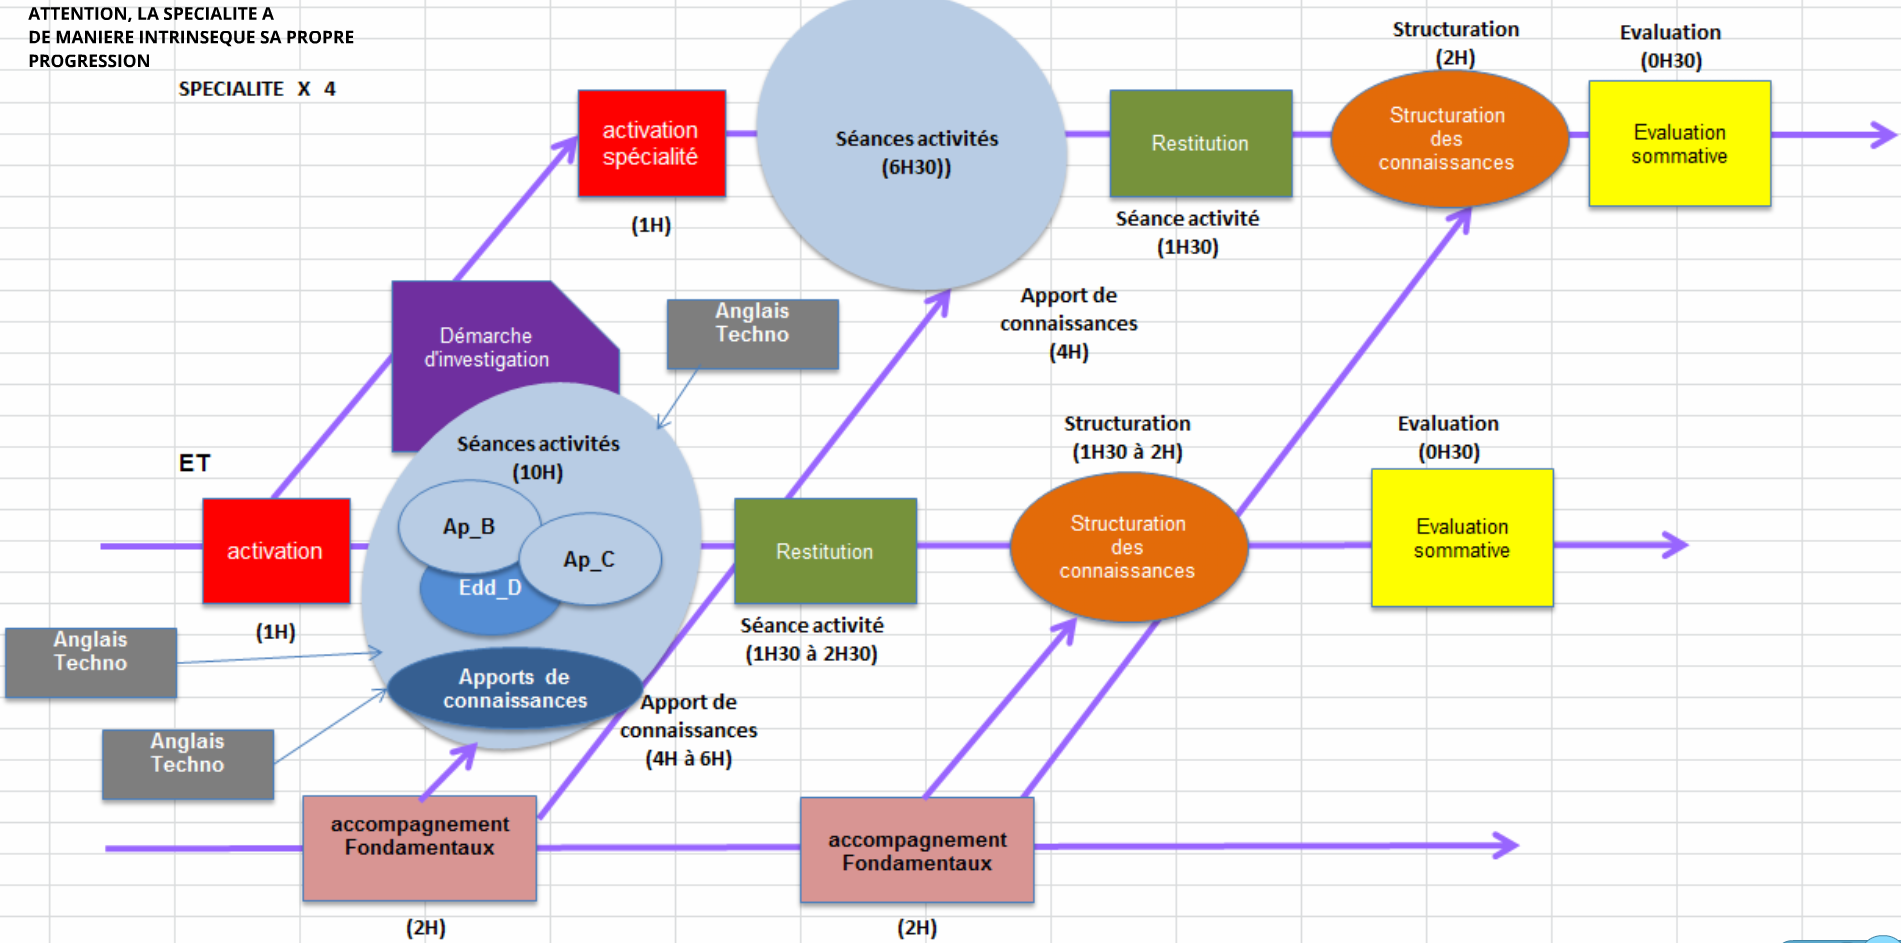 ATTENTION, LA SPECIALITE A
DE MANIERE INTRINSEQUE SA PROPRE
PROGRESSION
SPECIALITE X 4
activation
spécialité
(1H)
Séances activités
(6H30))
Restitution
Séance activité
(1H30)
Structuration
(2H)
Structuration
des
connaissances
Evaluation
(0H30)
Evaluation
sommative
Démarche
d'investigation
Anglais
Techno
Apport de
connaissances
(4H)
ET
activation
(1H)
Séances activités
(10H)
Ap_B
Ap_C
Edd_D
Apports de
connaissances
Anglais
Techno
Anglais
Techno
Restitution
Séance activité
(1H30 à 2H30)
Apport de
connaissances
(4H à 6H)
Structuration
(1H30 à 2H)
Structuration
des
connaissances
Evaluation
(0H30)
Evaluation
sommative
accompagnement
Fondamentaux
(2H)
accompagnement
Fondamentaux
(2H)